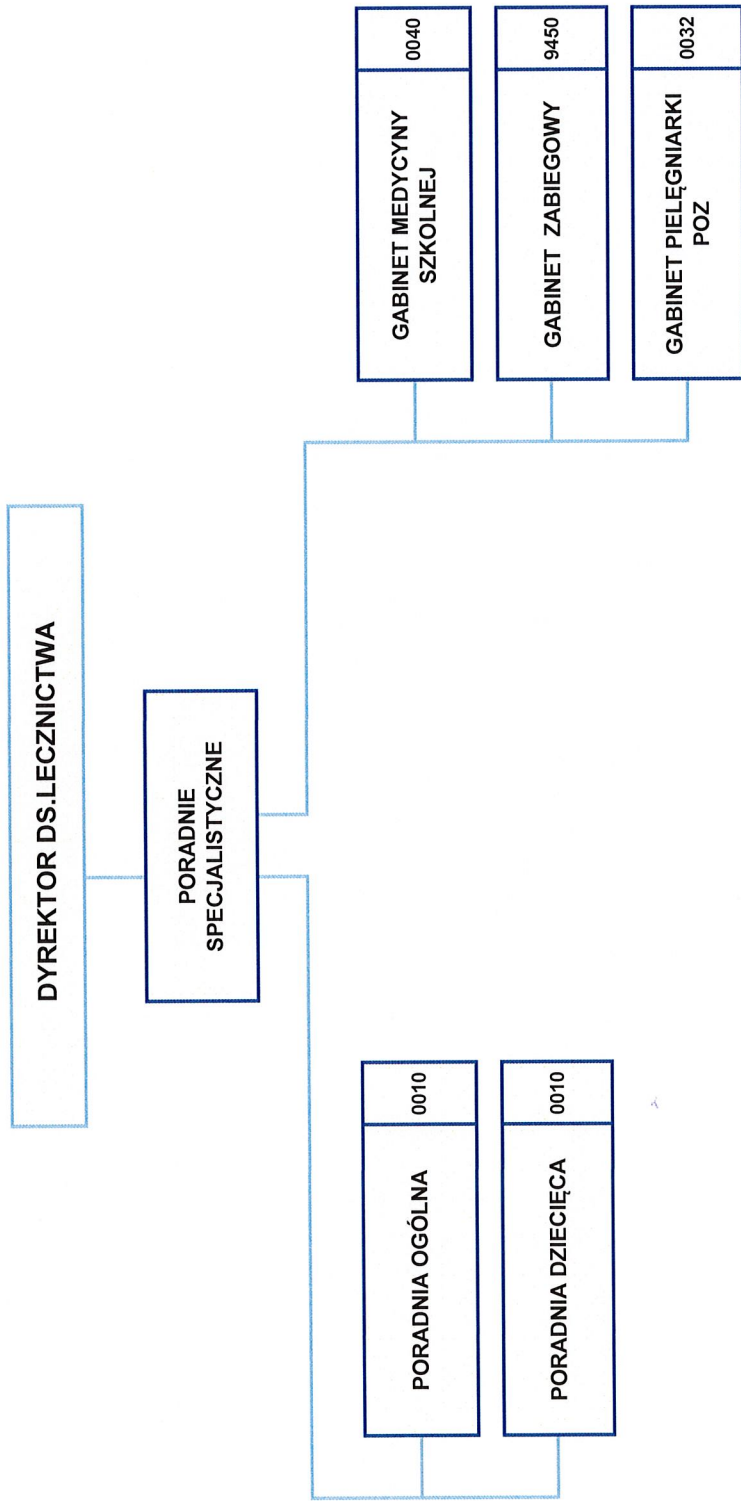 DYREKTOR DS.LECZNICTWA
PORADNIE
SPECJALISTYCZNE
PORADNIA OGÓLNA 0010
PORADNIA DZIECIĘCA 0010
GABINET MEDYCYNY
SZKOLNEJ 0040
GABINET ZABIEGOWY 9450
GABINET PIELĘGNIARKI
POZ 0032